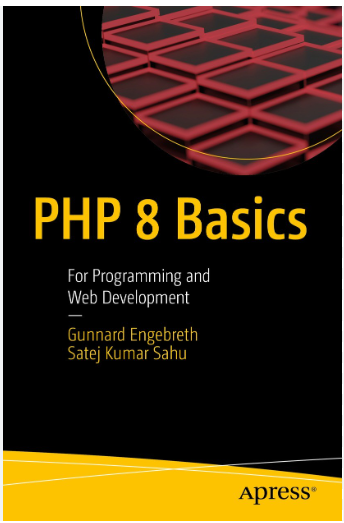 PHP 8 Basics
For Programming and
Web Development
—
Gunnard Engebreth
Satej Kumar Sahu
Apress®